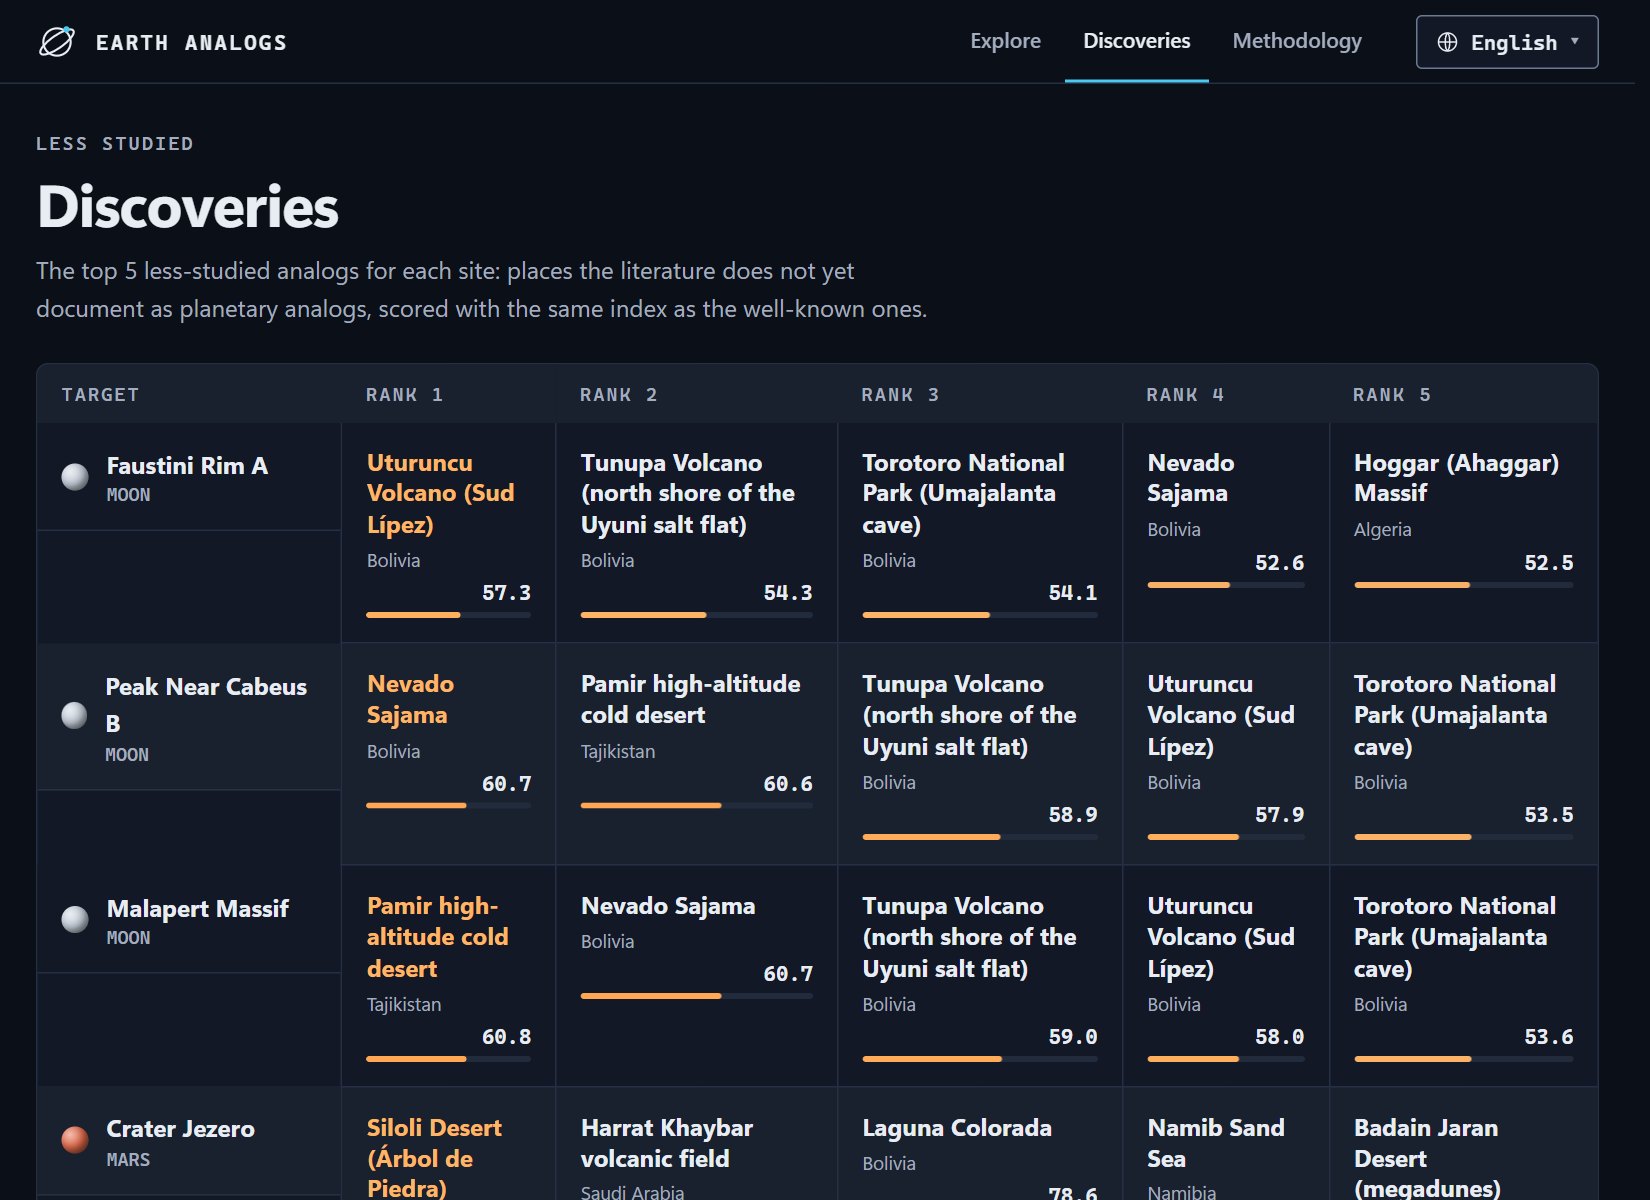 EARTH ANALOGS
Explore
Discoveries
Methodology
English
LESS STUDIED
Discoveries
The top 5 less-studied analogs for each site: places the literature does not yet
document as planetary analogs, scored with the same index as the well-known ones.
TARGET
RANK 1
RANK 2
RANK 3
RANK 4
RANK 5
Faustini Rim A
MOON
Uturuncu
Volcano (Sud
Lípez)
Bolivia
57.3
Tunupa Volcano
(north shore of the
Uyuni salt flat)
Bolivia
54.3
Torotoro National
Park (Umajalanta
cave)
Bolivia
54.1
Nevado
Sajama
Bolivia
52.6
Hoggar (Ahaggar)
Massif
Algeria
52.5
Peak Near Cabeus
B
MOON
Nevado
Sajama
Bolivia
60.7
Pamir high-altitude
cold desert
Tajikistan
60.6
Tunupa Volcano
(north shore of the
Uyuni salt flat)
Bolivia
58.9
Uturuncu
Volcano (Sud
Lípez)
Bolivia
57.9
Torotoro National
Park (Umajalanta
cave)
Bolivia
53.5
Malapert Massif
MOON
Pamir high-
altitude cold
desert
Tajikistan
60.8
Nevado Sajama
Bolivia
60.7
Tunupa Volcano
(north shore of the
Uyuni salt flat)
Bolivia
59.0
Uturuncu
Volcano (Sud
Lípez)
Bolivia
58.0
Torotoro National
Park (Umajalanta
cave)
Bolivia
53.6
Crater Jezero
MARS
Siloli Desert
(Árbol de
Piedra)
Harrat Khaybar
volcanic field
Saudi Arabia
Laguna Colorada
Bolivia
78.6
Namib Sand
Sea
Namibia
Badain Jaran
Desert
(megadunes)